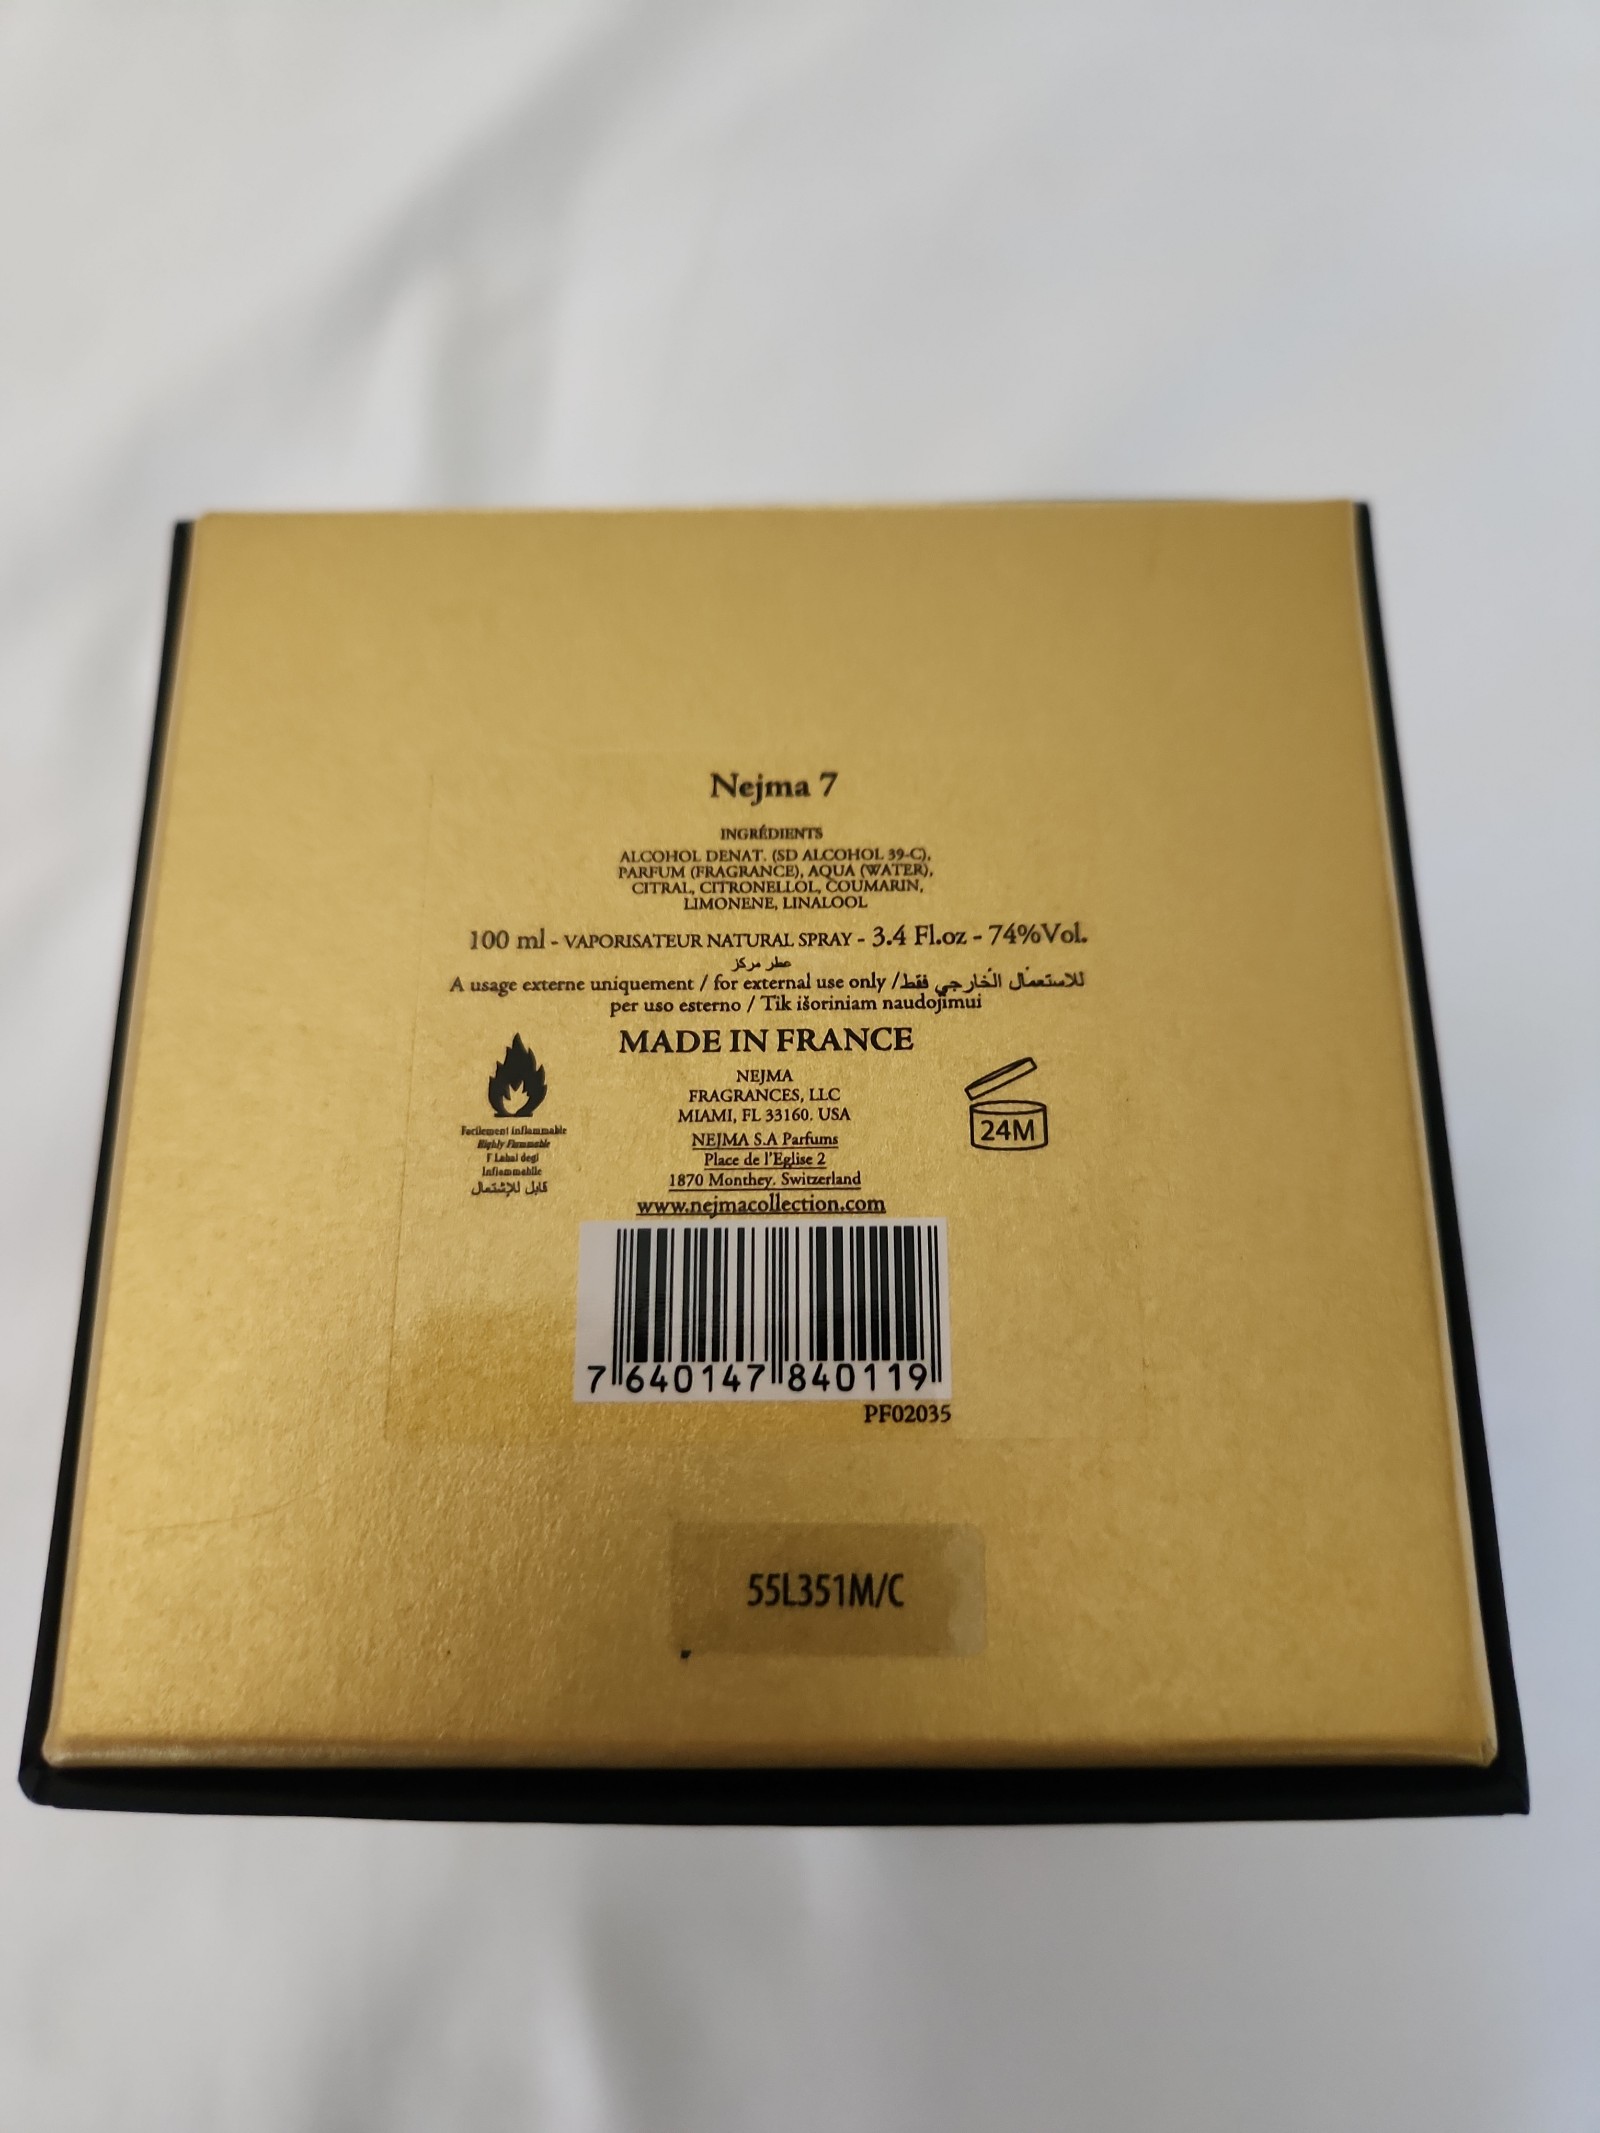 Nejma 7
INGRÉDIENTS
ALCOHOL DENAT. (SD ALCOHOL 39-C),
PARFUM (FRAGRANCE), AQUA (WATER),
CITRAL, CITRONELLOL, COUMARIN,
LIMONENE, LINALOOL
100 ml - VAPORISATEUR NATURAL SPRAY - 3.4 Fl.oz - 74%Vol.
عطر مركز
A usage externe uniquement / for external use only / للاستعمال الخارجي فقط
per uso esterno / Tik išoriniam naudojimui
MADE IN FRANCE
NEJMA
FRAGRANCES, LLC
MIAMI, FL 33160. USA
NEJMA S.A Parfums
Place de l'Eglise 2
1870 Monthey. Switzerland
www.nejmacollection.com
Facilement inflammable
Highly Flammable
F Labai degi
Infiammabile
قابل للإشتعال
24M
7 640147 840119
PF02035
55L351M/C